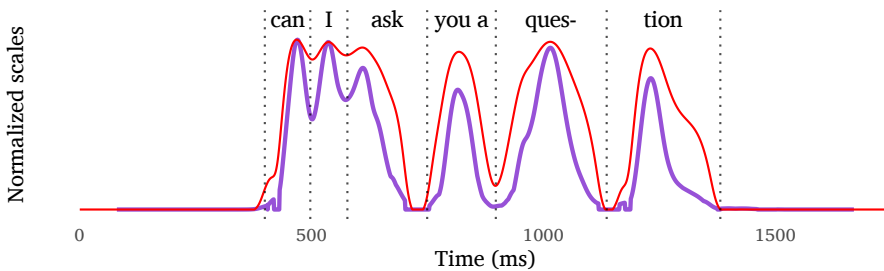 can I ask you a ques- tion
Normalized scales
0 500 1000 1500
Time (ms)